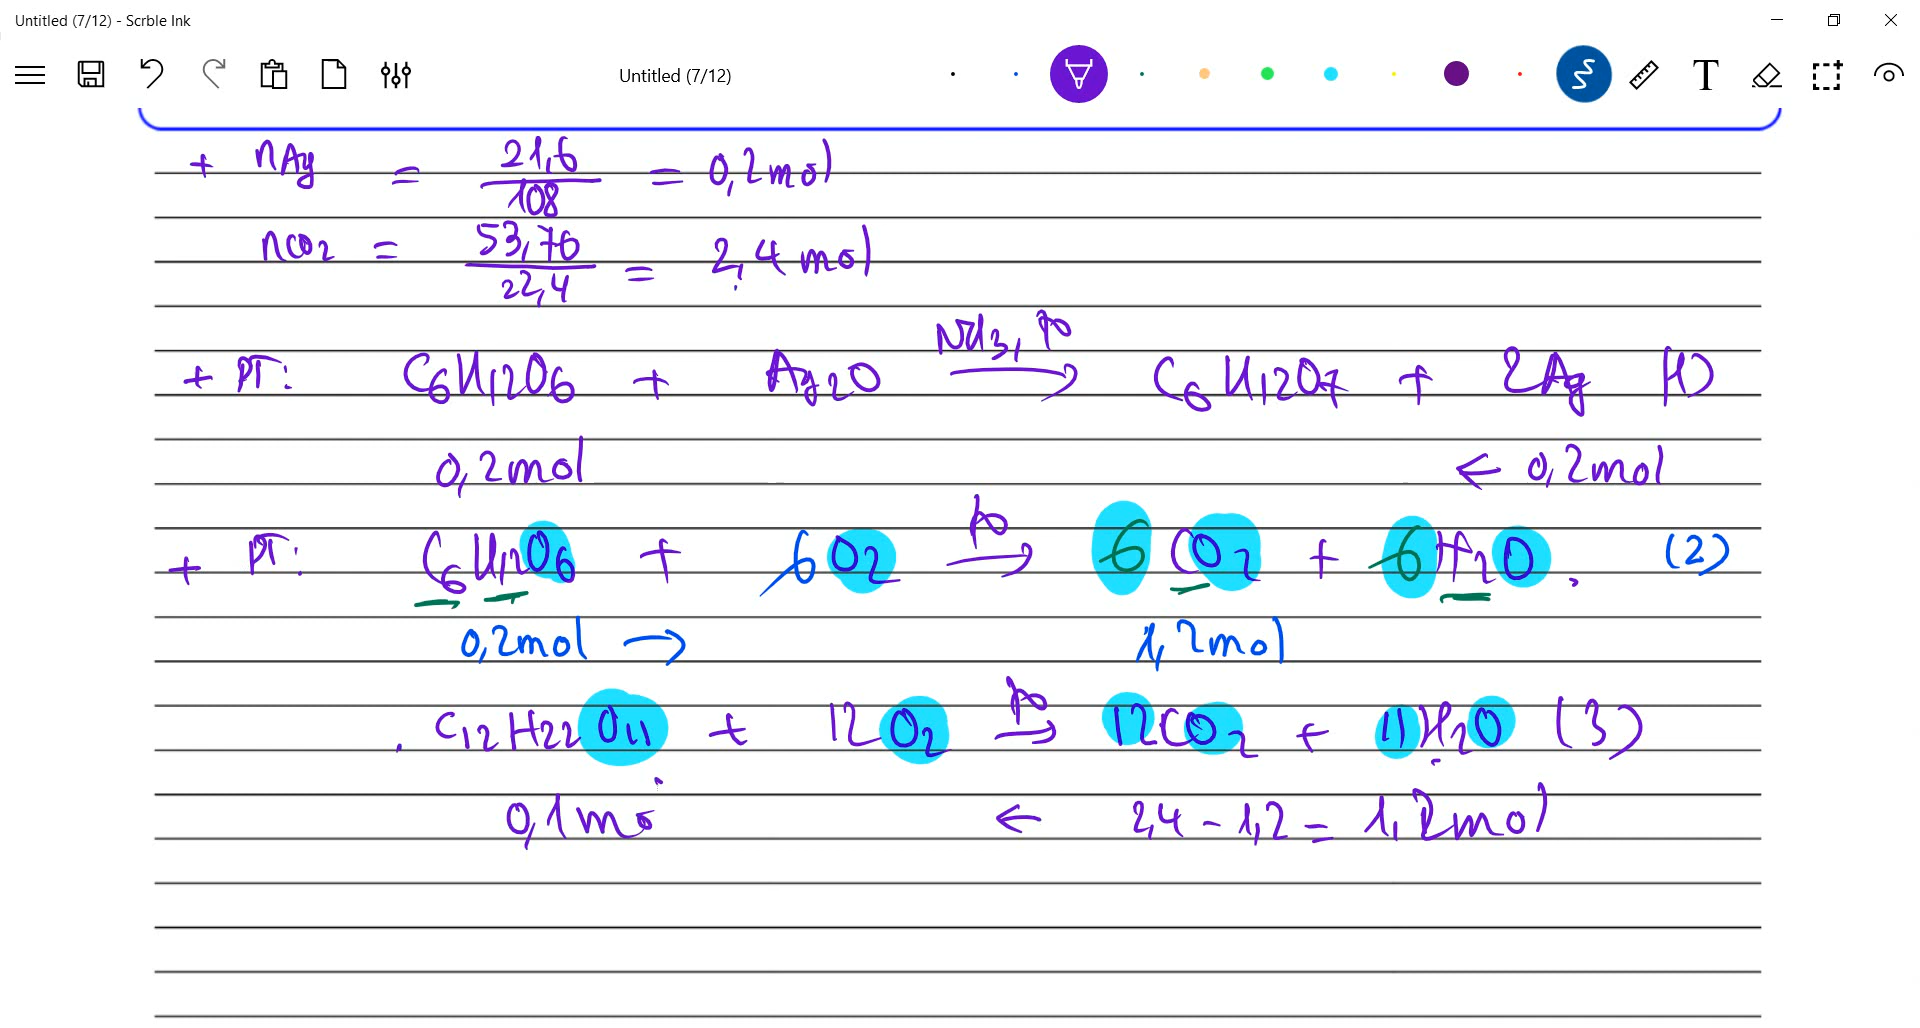 Untitled (7/12) - Scrble Ink
Untitled (7/12)
T
+ nAg = 21,6 / 108 = 0,2mol
nCO2 = 53,76 / 22,4 = 2,4 mol
NH3, t°
+ PT: C6H12O6 + Ag2O → C6H12O7 + 2Ag (1)
0,2mol ← 0,2mol
t°
+ PT: C6H12O6 + 6O2 → 6CO2 + 6H2O. (2)
0,2mol → 1,2mol
t°
. C12H22O11 + 12O2 → 12CO2 + 11H2O (3)
0,1mo ← 2,4 - 1,2 = 1,2mol